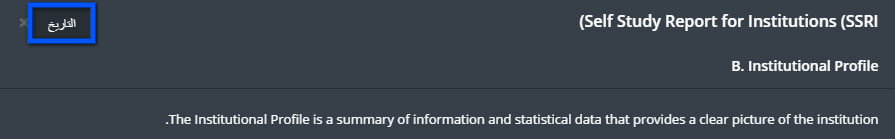 (Self Study Report for Institutions (SSRI
التاريخ
×
B. Institutional Profile
.The Institutional Profile is a summary of information and statistical data that provides a clear picture of the institution